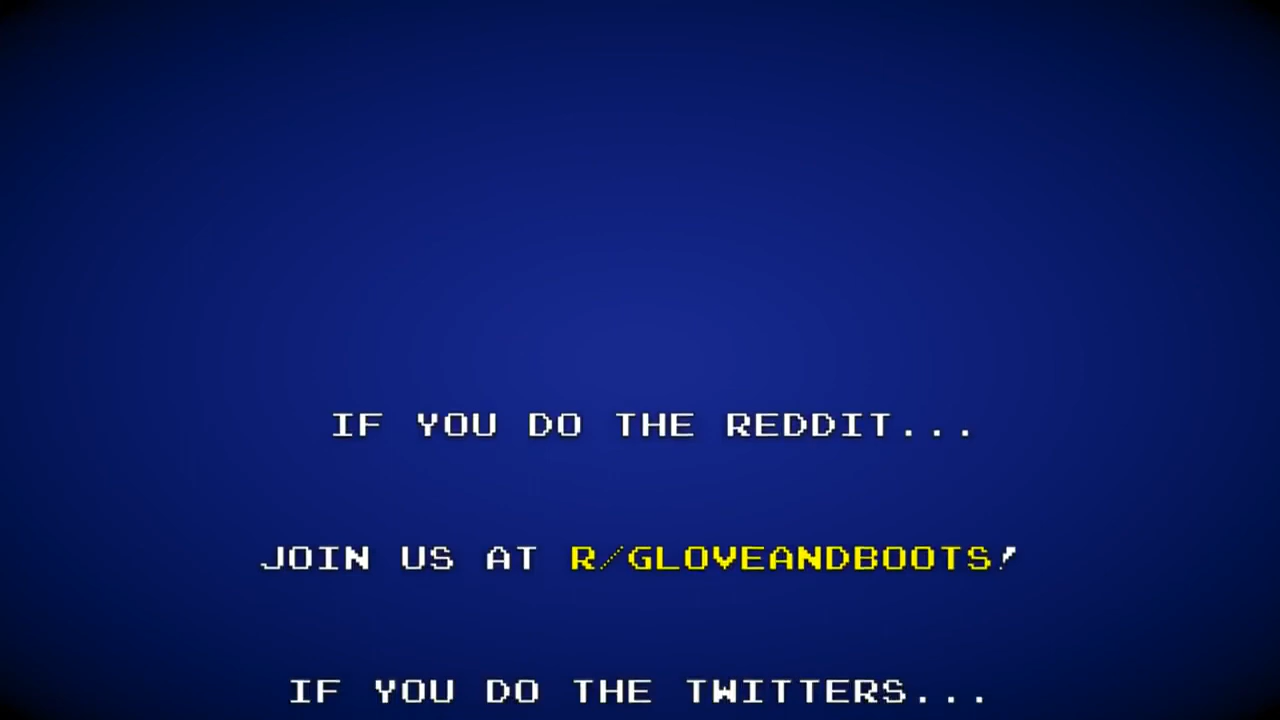 IF YOU DO THE REDDIT...
JOIN US AT R/GLOVEANDBOOTS!
IF YOU DO THE TWITTERS...